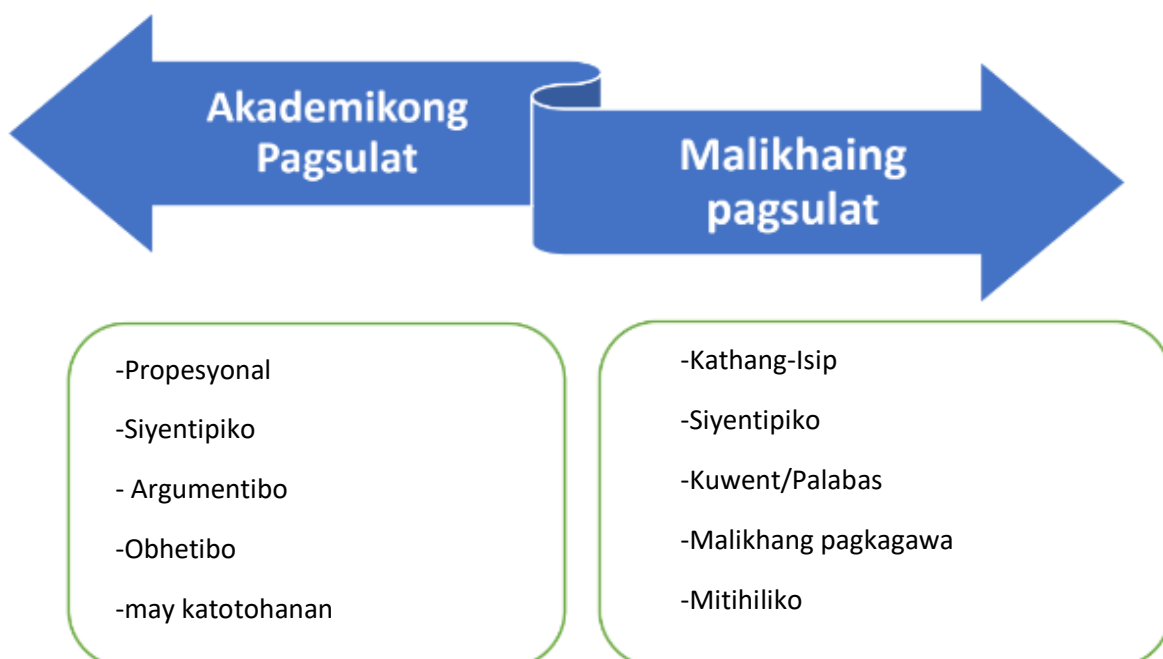 Akademikong
Pagsulat
Malikhaing
pagsulat
-Propesyonal
-Siyentipiko
- Argumentibo
-Obhetibo
-may katotohanan
-Kathang-Isip
-Siyentipiko
-Kuwent/Palabas
-Malikhang pagkagawa
-Mitihiliko